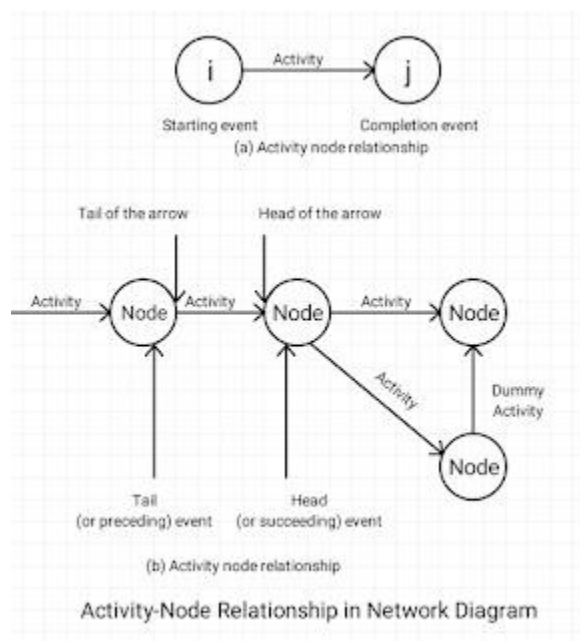 i
Activity
j
Starting event
Completion event
(a) Activity node relationship
Tail of the arrow
Head of the arrow
Activity
Node
Activity
Node
Activity
Node
Activity
Dummy
Activity
Node
Tail
(or preceding) event
Head
(or succeeding) event
(b) Activity node relationship
Activity-Node Relationship in Network Diagram